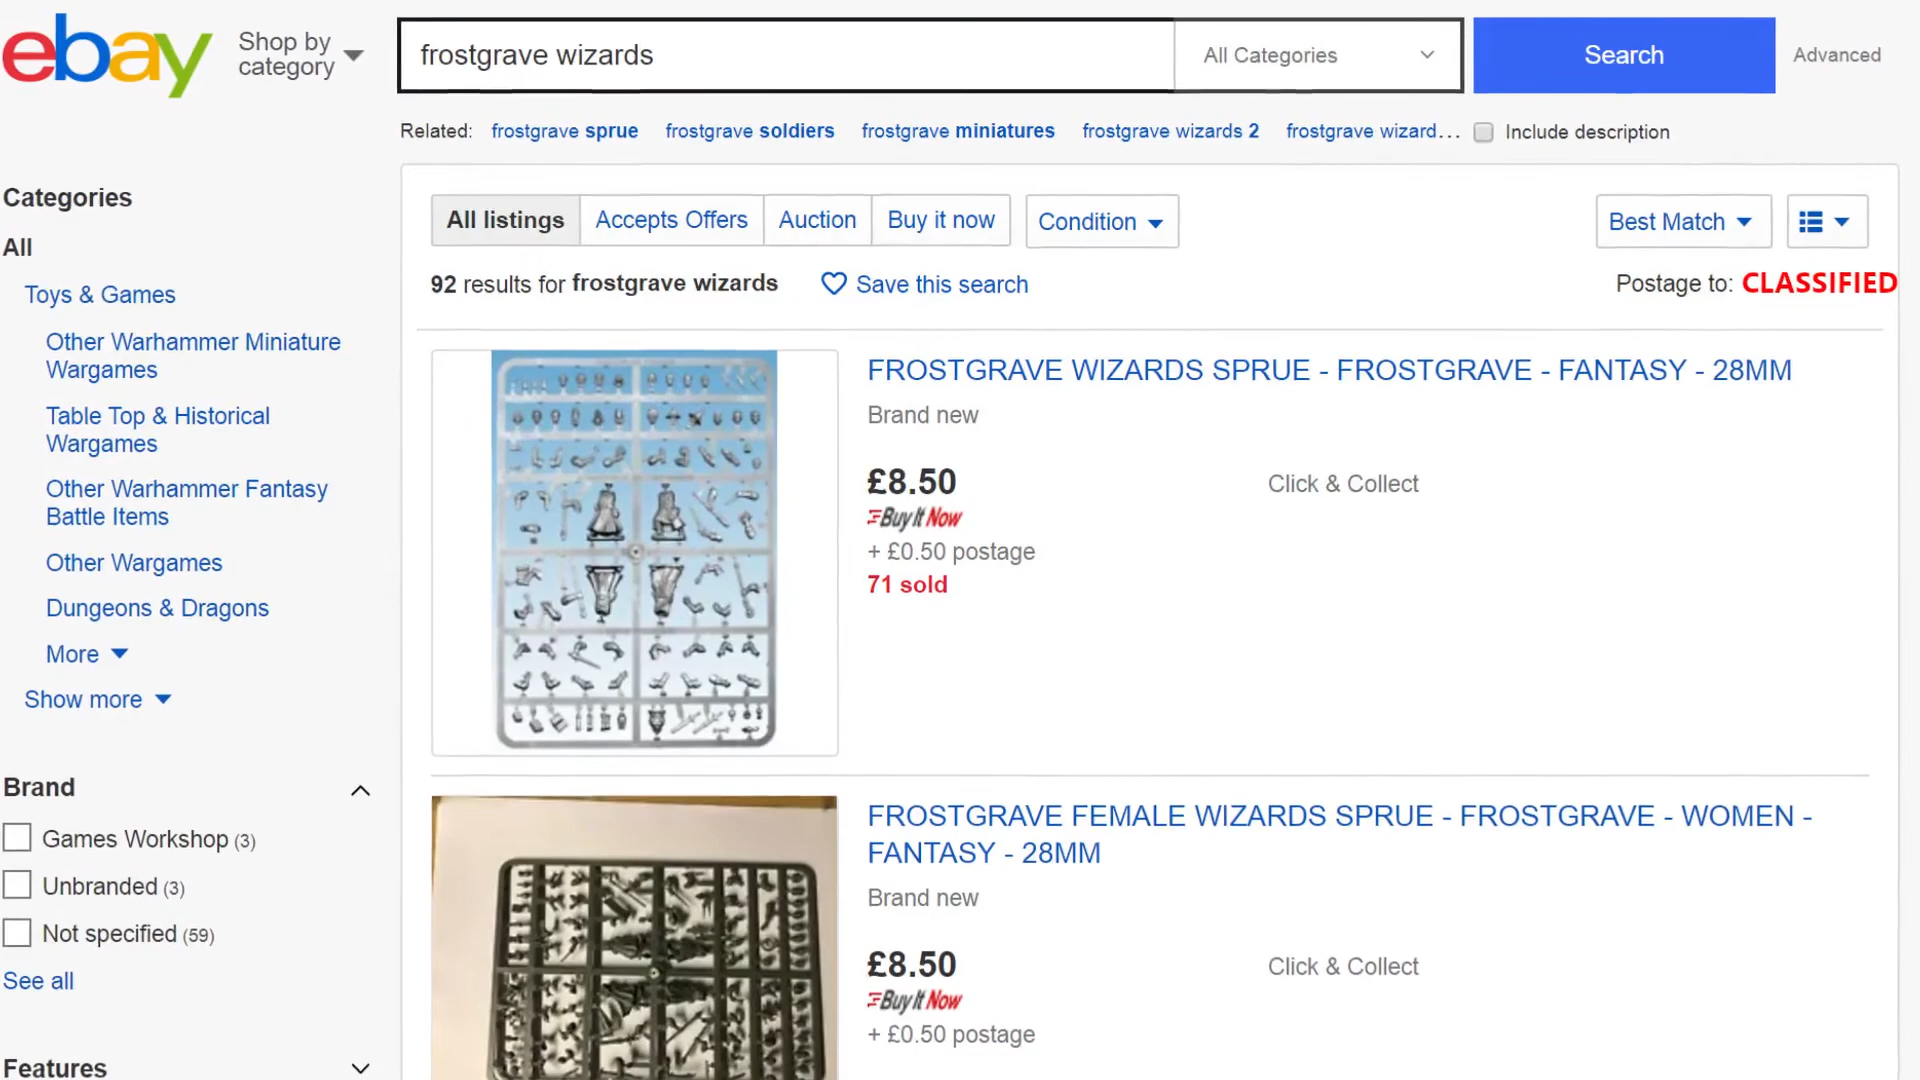 ebay
Shop by
category
frostgrave wizards
All Categories
Search
Advanced
Related: frostgrave sprue frostgrave soldiers frostgrave miniatures frostgrave wizards 2 frostgrave wizard...
Include description
Categories
All
Toys & Games
Other Warhammer Miniature
Wargames
Table Top & Historical
Wargames
Other Warhammer Fantasy
Battle Items
Other Wargames
Dungeons & Dragons
More
Show more
Brand
Games Workshop (3)
Unbranded (3)
Not specified (59)
See all
Features
All listings
Accepts Offers
Auction
Buy it now
Condition
Best Match
92 results for frostgrave wizards
Save this search
Postage to: CLASSIFIED
FROSTGRAVE WIZARDS SPRUE - FROSTGRAVE - FANTASY - 28MM
Brand new
£8.50
Click & Collect
Buy It Now
+ £0.50 postage
71 sold
FROSTGRAVE FEMALE WIZARDS SPRUE - FROSTGRAVE - WOMEN -
FANTASY - 28MM
Brand new
£8.50
Click & Collect
Buy It Now
+ £0.50 postage